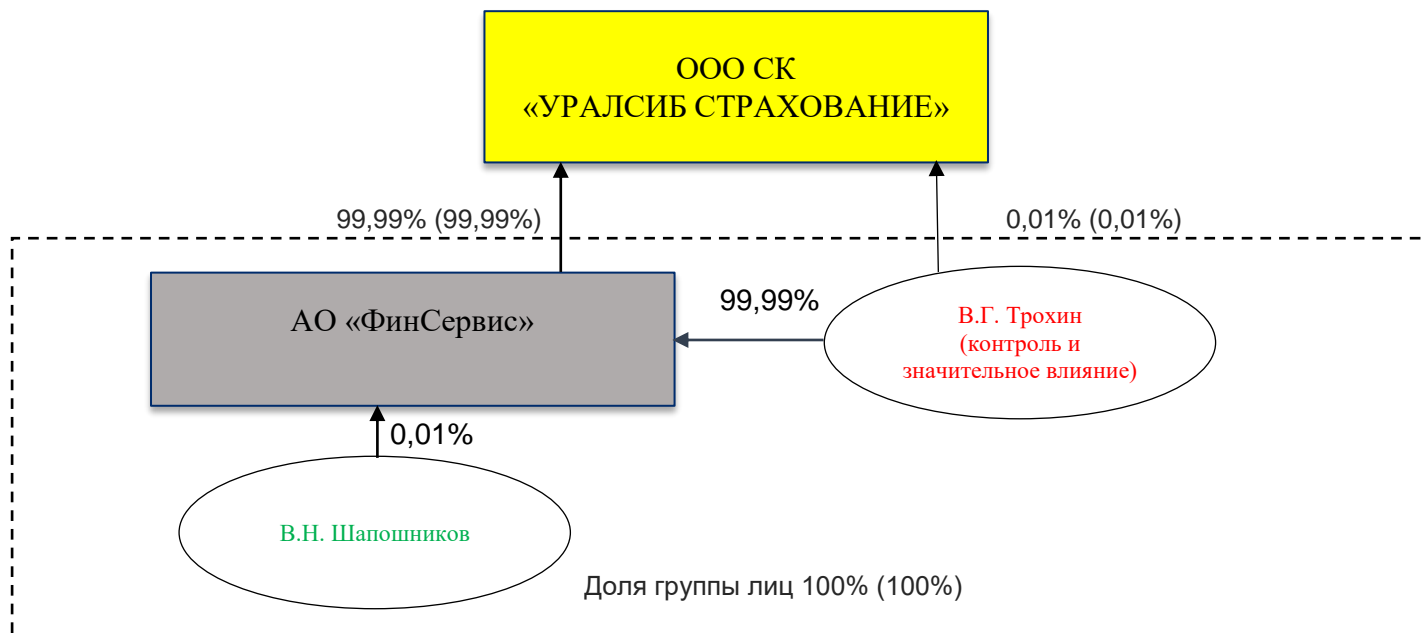 ООО СК
«УРАЛСИБ СТРАХОВАНИЕ»
99,99% (99,99%)
0,01% (0,01%)
АО «ФинСервис»
99,99%
В.Г. Трохин
(контроль и
значительное влияние)
0,01%
В.Н. Шапошников
Доля группы лиц 100% (100%)